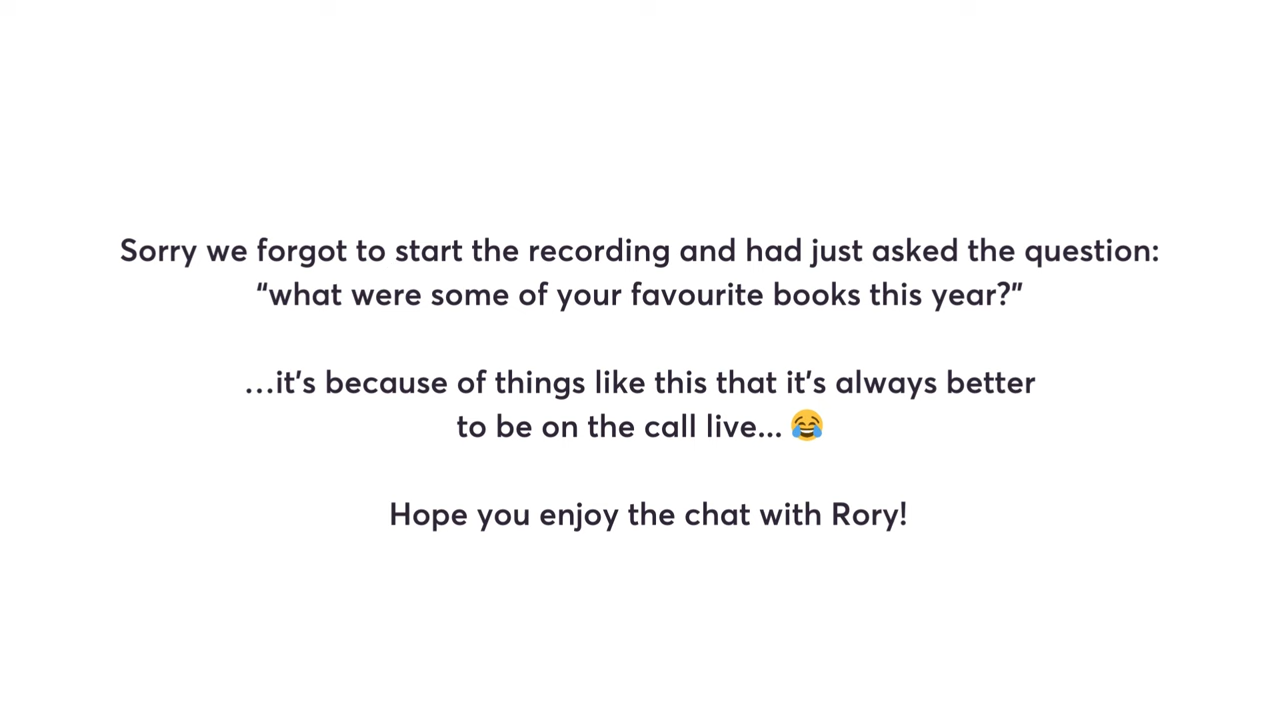 Sorry we forgot to start the recording and had just asked the question:
“what were some of your favourite books this year?”
…it’s because of things like this that it’s always better
to be on the call live... 😂
Hope you enjoy the chat with Rory!